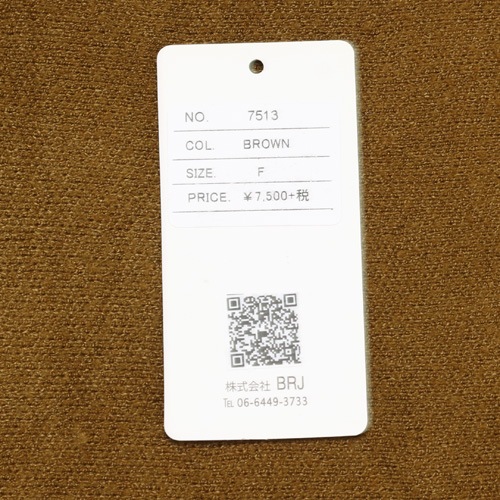 NO. 7513
COL. BROWN
SIZE. F
PRICE. ¥7,500+税
株式会社 BRJ
TEL 06-6449-3733